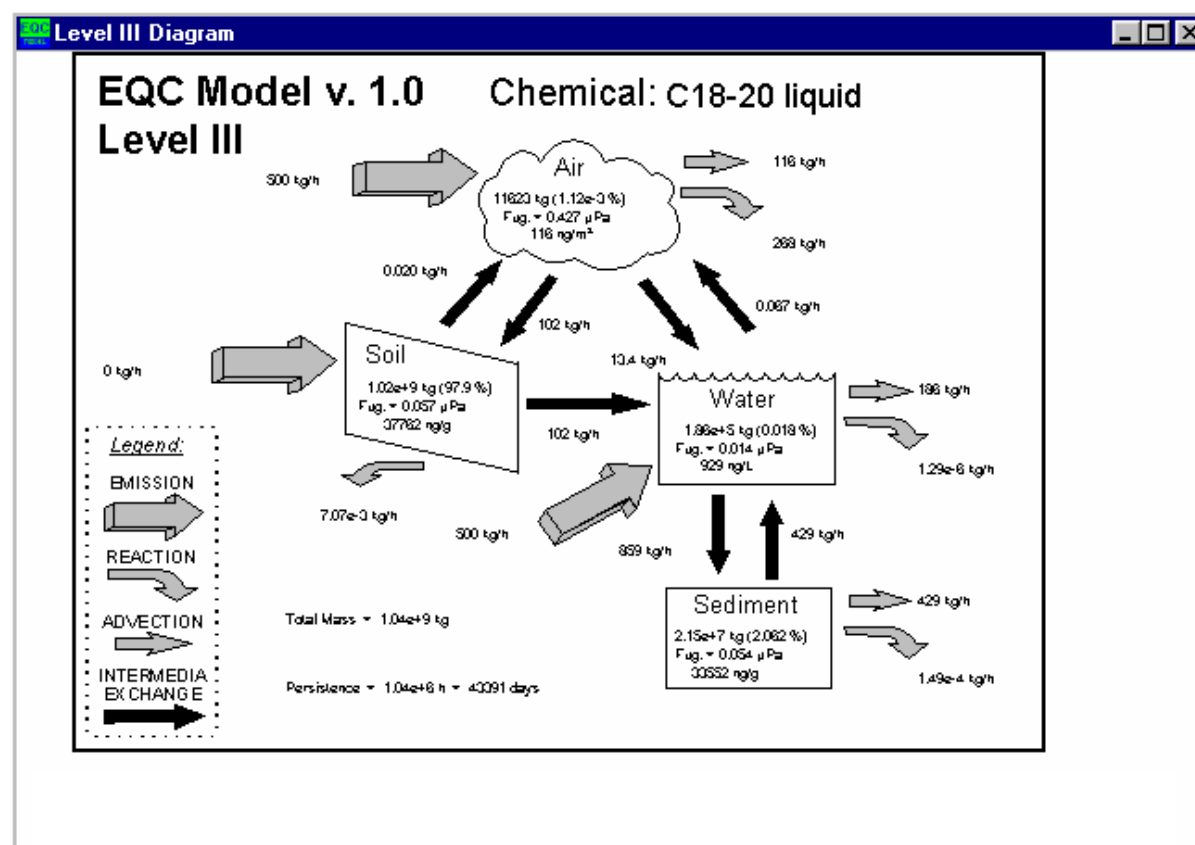 EQC
Level III Diagram
EQC Model v. 1.0
Level III
Chemical: C18-20 liquid
500 kg/h
Air
11623 kg (1.12e-3 %)
Fug. = 0.427 µPa
116 ng/m³
116 kg/h
268 kg/h
0.020 kg/h
102 kg/h
13.4 kg/h
0.067 kg/h
0 kg/h
Soil
1.02e+9 kg (97.9 %)
Fug. = 0.057 µPa
37762 ng/g
102 kg/h
7.07e-3 kg/h
500 kg/h
Water
1.86e+5 kg (0.018 %)
Fug. = 0.014 µPa
929 ng/L
186 kg/h
1.29e-6 kg/h
859 kg/h
429 kg/h
Sediment
2.15e+7 kg (2.062 %)
Fug. = 0.054 µPa
33552 ng/g
429 kg/h
1.49e-4 kg/h
Legend:
EMISSION
REACTION
ADVECTION
INTERMEDIA
EXCHANGE
Total Mass = 1.04e+9 kg
Persistence = 1.04e+6 h = 43391 days